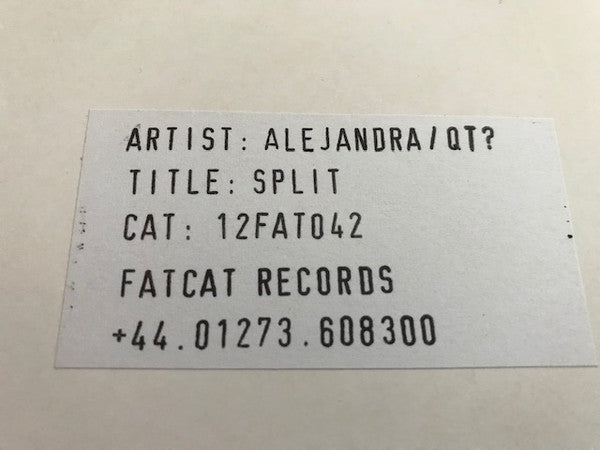 ARTIST: ALEJANDRA/QT?
TITLE: SPLIT
CAT: 12FAT042
FATCAT RECORDS
+44.01273.608300